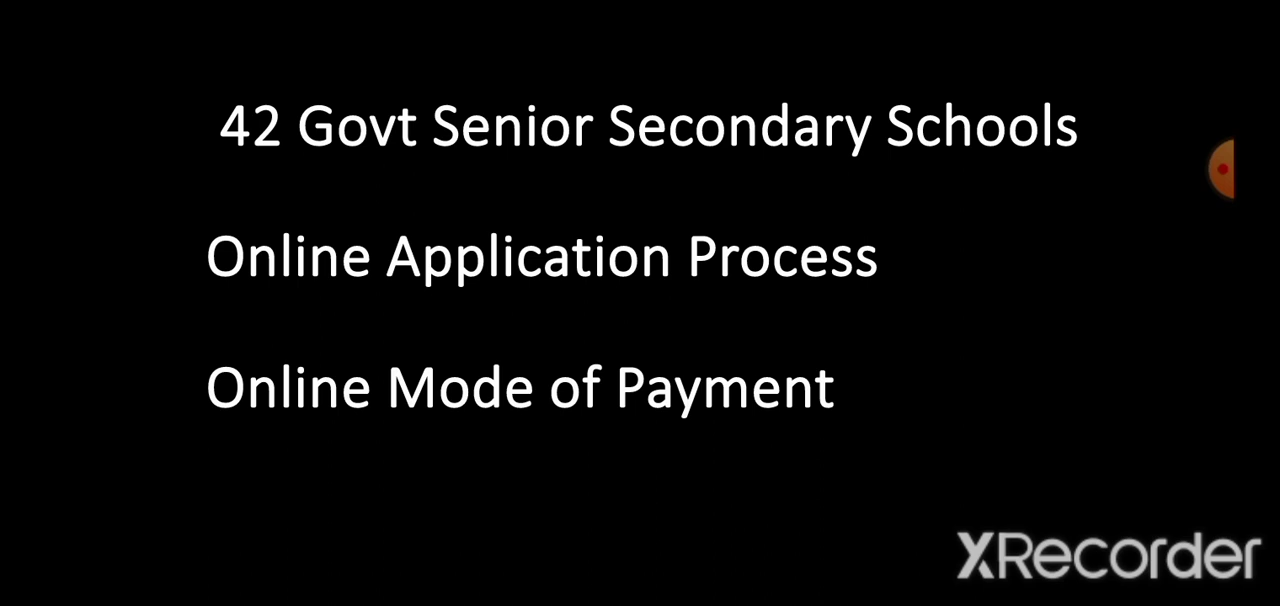 42 Govt Senior Secondary Schools
Online Application Process
Online Mode of Payment
XRecorder